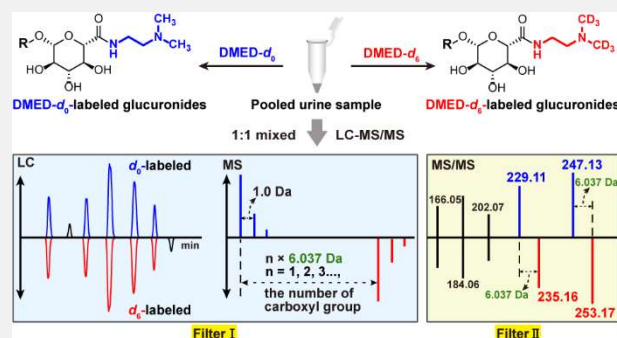 R
O
O
HO
OH
OH
O
N
H
N
CH3
CH3
DMED-d0
DMED-d6
R
O
O
HO
OH
OH
O
N
H
N
CD3
CD3
DMED-d0-labeled glucuronides
Pooled urine sample
DMED-d6-labeled glucuronides
1:1 mixed
LC-MS/MS
LC
d0-labeled
min
d6-labeled
MS
1.0 Da
n × 6.037 Da
n = 1, 2, 3...,
the number of
carboxyl group
MS/MS
166.05
184.06
202.07
229.11
247.13
6.037 Da
6.037 Da
235.16
253.17
Filter I
Filter II